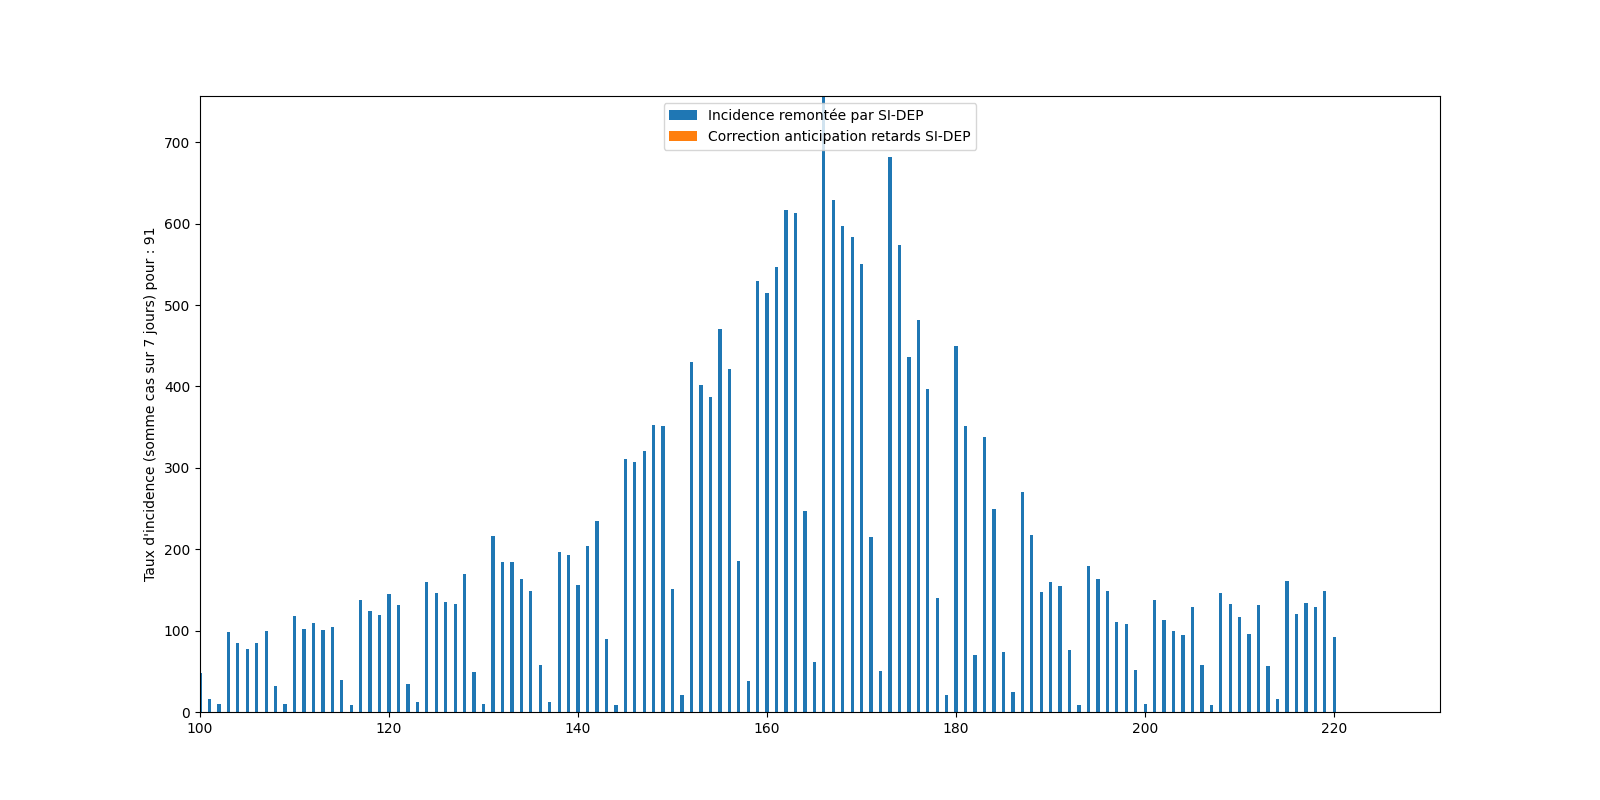 Incidence remontée par SI-DEP
Correction anticipation retards SI-DEP
Taux d'incidence (somme cas sur 7 jours) pour : 91
700
600
500
400
300
200
100
0
100 120 140 160 180 200 220